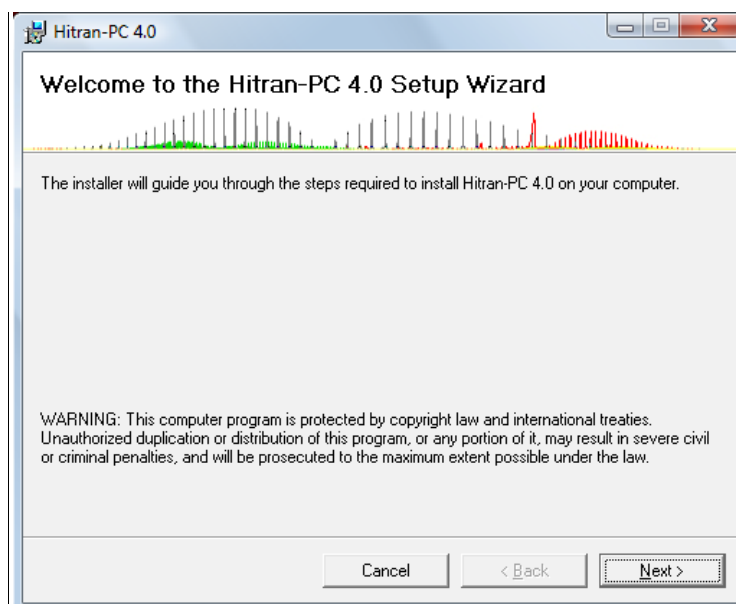 Hitran-PC 4.0
Welcome to the Hitran-PC 4.0 Setup Wizard
The installer will guide you through the steps required to install Hitran-PC 4.0 on your computer.
WARNING: This computer program is protected by copyright law and international treaties.
Unauthorized duplication or distribution of this program, or any portion of it, may result in severe civil
or criminal penalties, and will be prosecuted to the maximum extent possible under the law.
Cancel < Back Next >